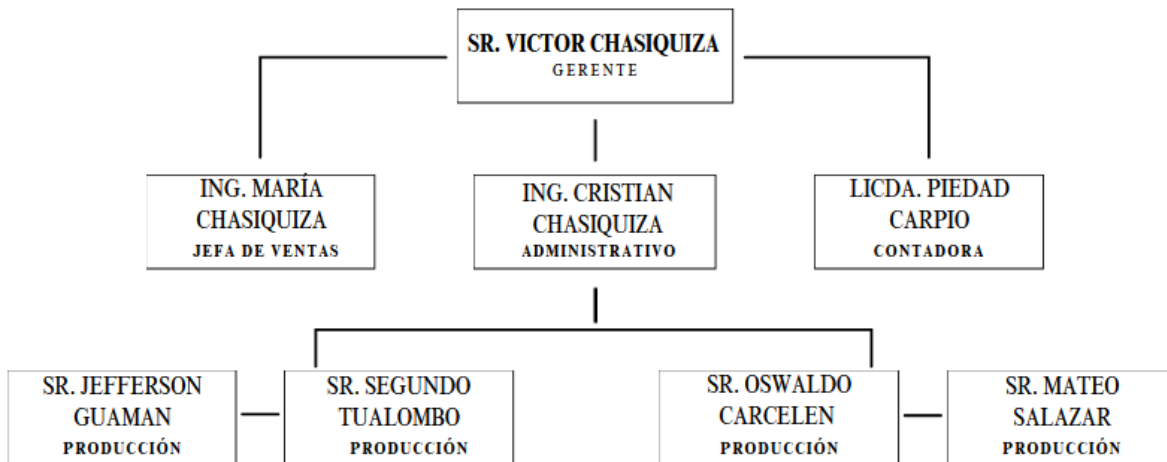 SR. VICTOR CHASIQUIZA
GERENTE
ING. MARÍA
CHASIQUIZA
JEFA DE VENTAS
ING. CRISTIAN
CHASIQUIZA
ADMINISTRATIVO
LICDA. PIEDAD
CARPIO
CONTADORA
SR. JEFFERSON
GUAMAN
PRODUCCIÓN
SR. SEGUNDO
TUALOMBO
PRODUCCIÓN
SR. OSWALDO
CARCELEN
PRODUCCIÓN
SR. MATEO
SALAZAR
PRODUCCIÓN